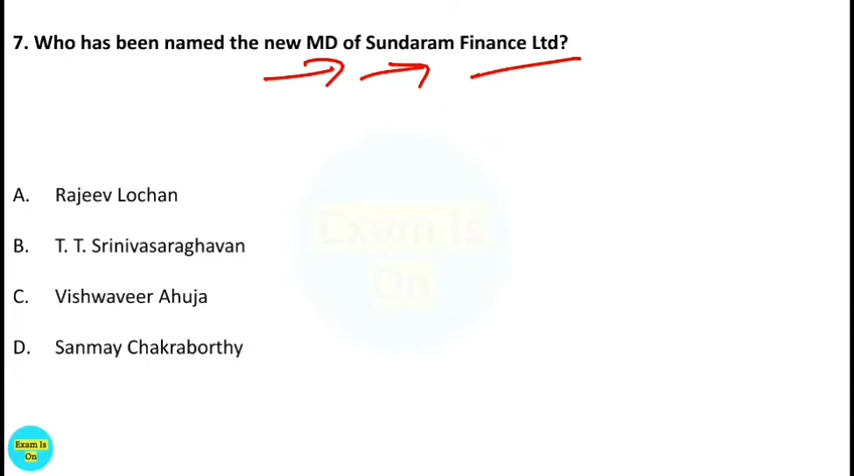 7. Who has been named the new MD of Sundaram Finance Ltd?
A. Rajeev Lochan
Exam Is
B. T. T. Srinivasaraghavan
On
C. Vishwaveer Ahuja
D. Sanmay Chakraborthy
Exam Is
On